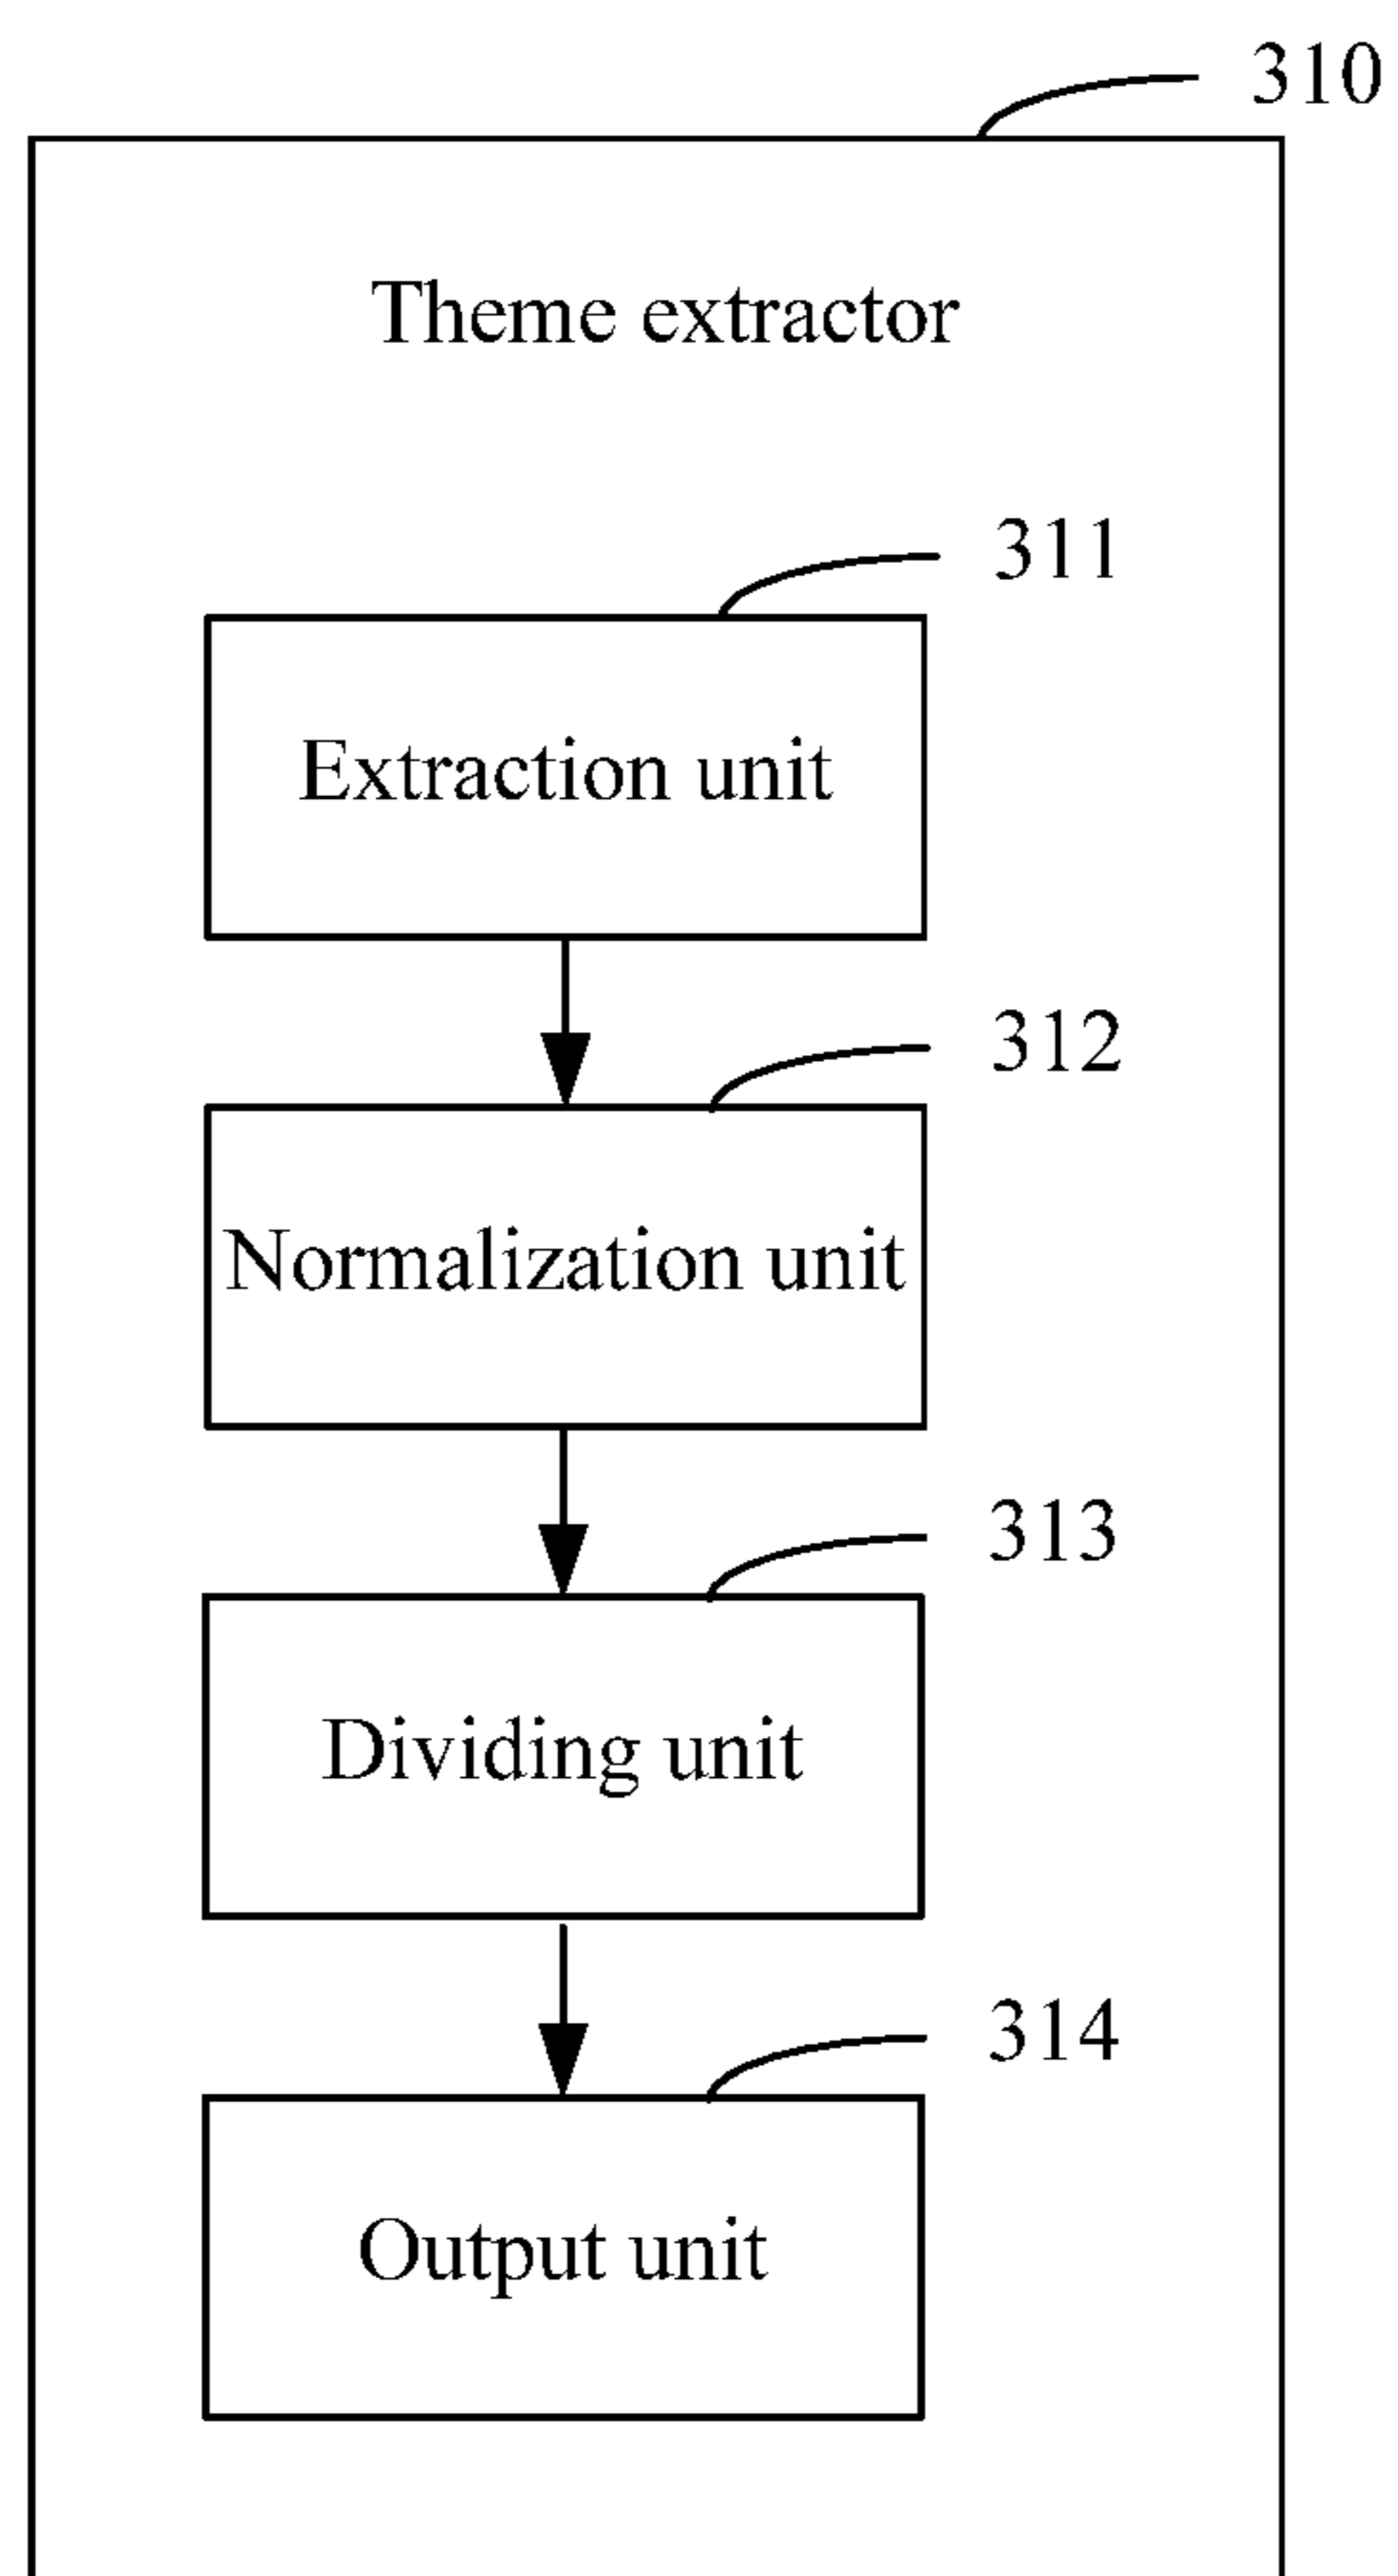 310
Theme extractor
311
Extraction unit
312
Normalization unit
313
Dividing unit
314
Output unit